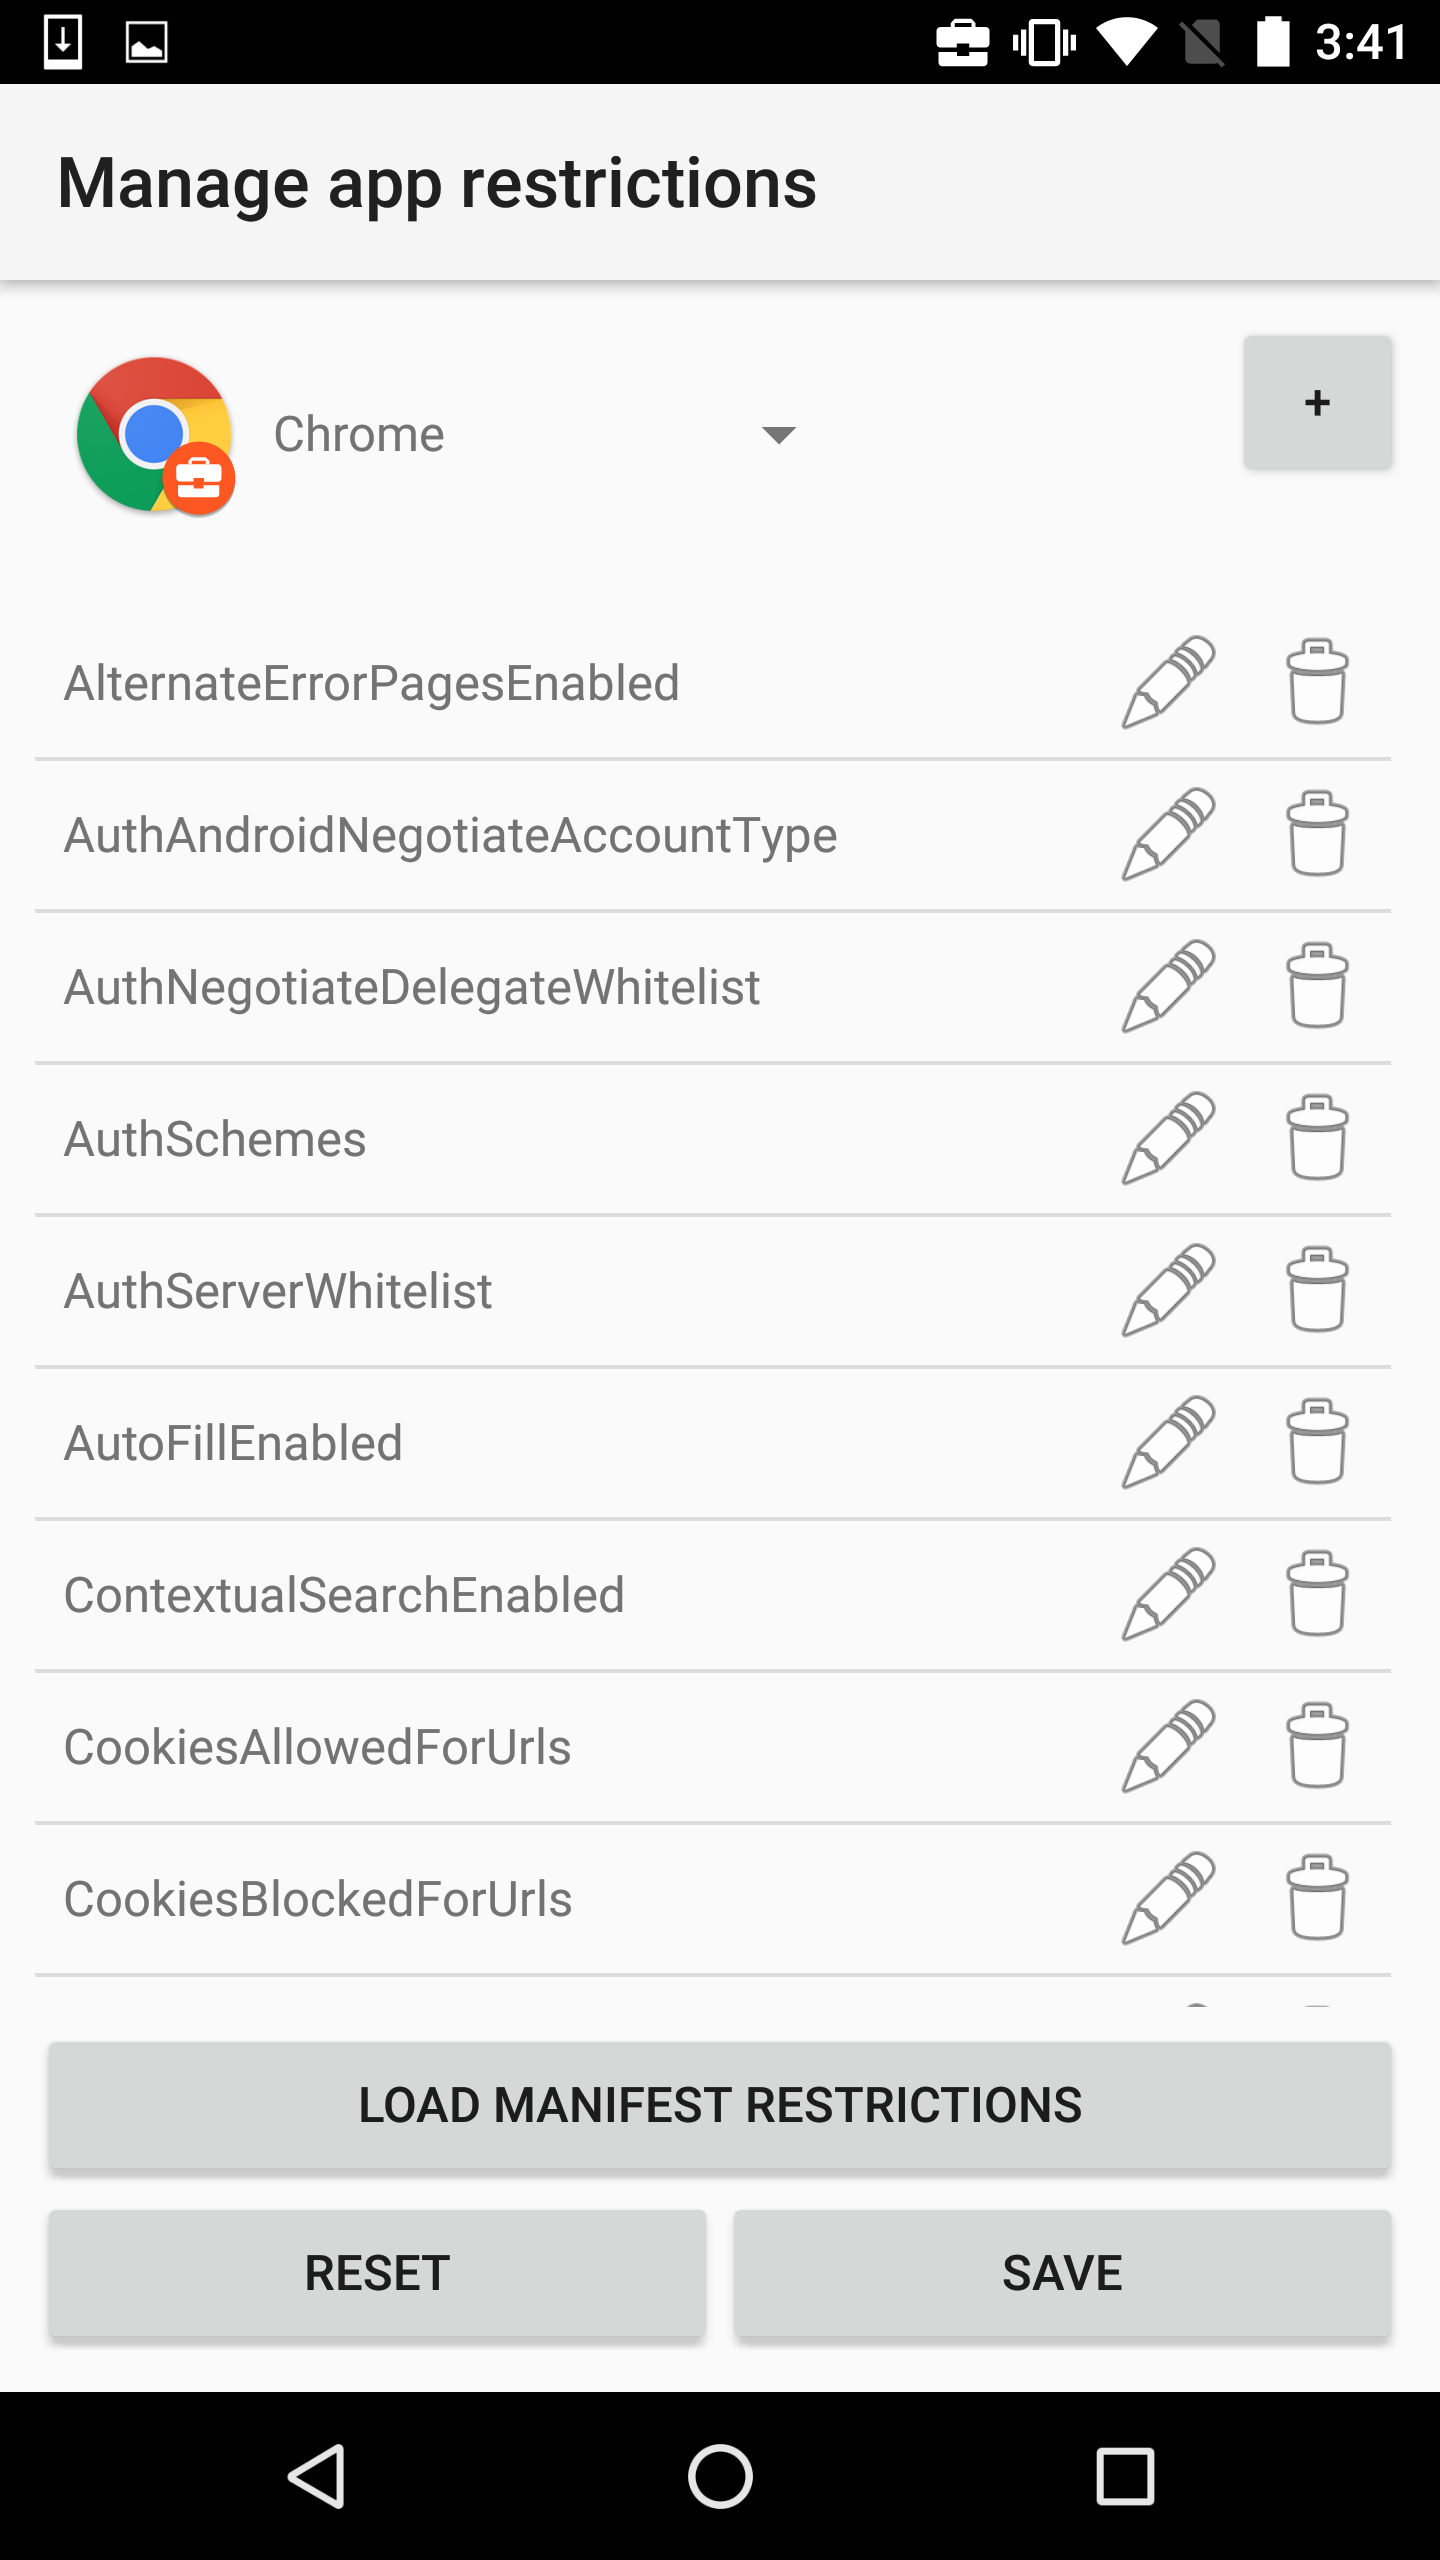 3:41
Manage app restrictions
Chrome
+
AlternateErrorPagesEnabled
AuthAndroidNegotiateAccountType
AuthNegotiateDelegateWhitelist
AuthSchemes
AuthServerWhitelist
AutoFillEnabled
ContextualSearchEnabled
CookiesAllowedForUrls
CookiesBlockedForUrls
LOAD MANIFEST RESTRICTIONS
RESET
SAVE